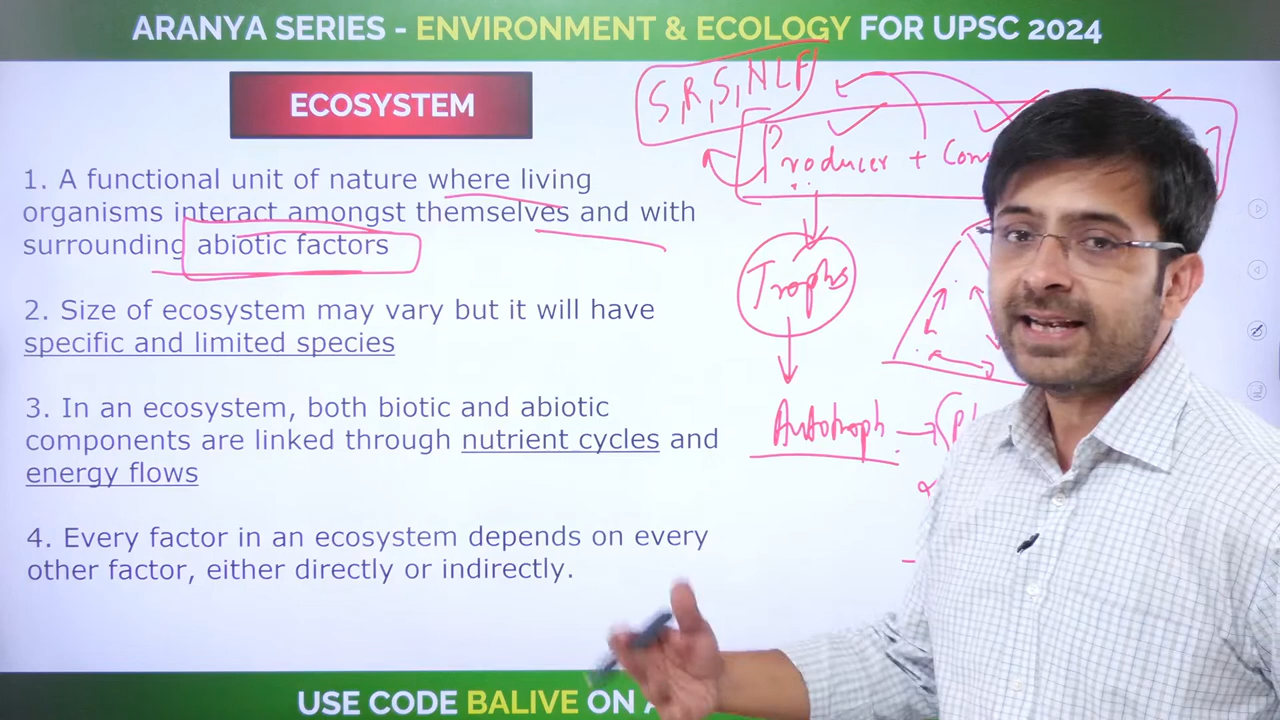 ARANYA SERIES - ENVIRONMENT & ECOLOGY FOR UPSC 2024
ECOSYSTEM
1. A functional unit of nature where living
organisms interact amongst themselves and with
surrounding abiotic factors
2. Size of ecosystem may vary but it will have
specific and limited species
3. In an ecosystem, both biotic and abiotic
components are linked through nutrient cycles and
energy flows
4. Every factor in an ecosystem depends on every
other factor, either directly or indirectly.
S, R, S, NLF
Producer + Con
Trophs
Autotroph
USE CODE BALIVE ON A